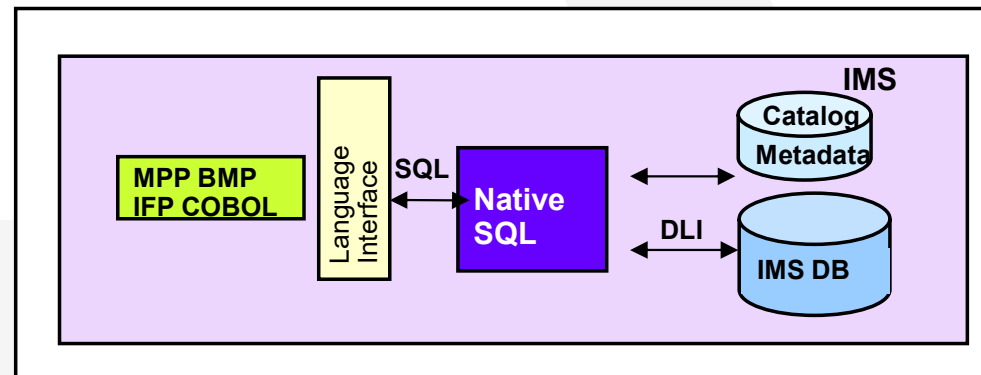 IMS
MPP BMP
IFP COBOL
Language
Interface
SQL
Native
SQL
Catalog
Metadata
DLI
IMS DB